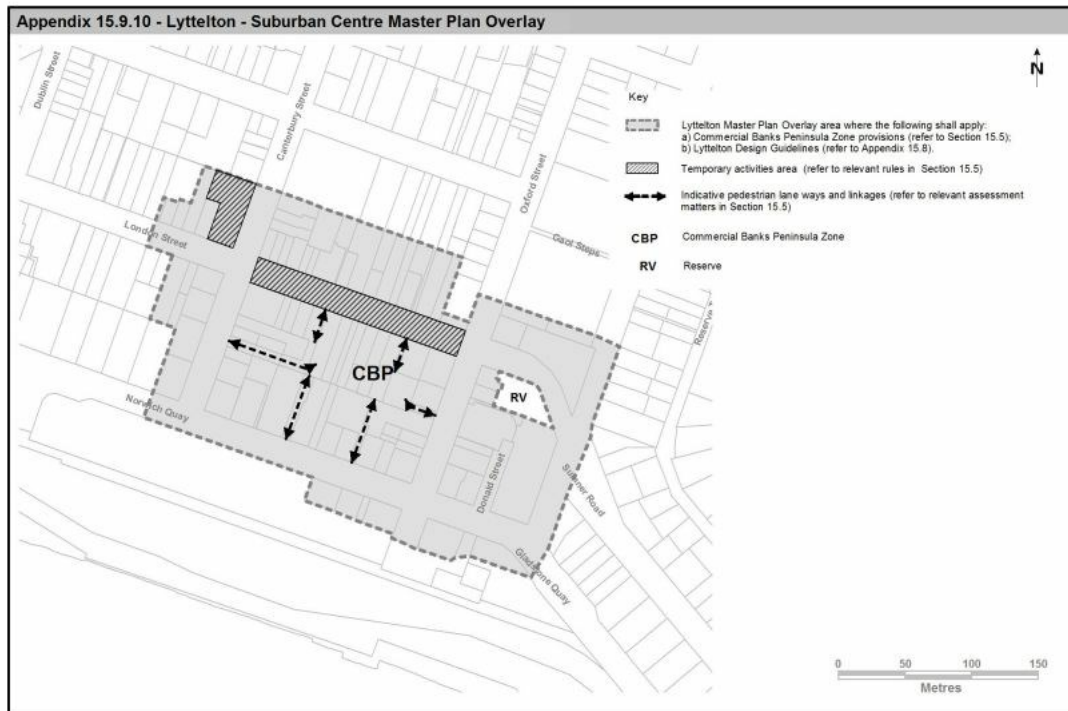 Appendix 15.9.10 - Lyttelton - Suburban Centre Master Plan Overlay
N
Key
Lyttelton Master Plan Overlay area where the following shall apply:
a) Commercial Banks Peninsula Zone provisions (refer to Section 15.5);
b) Lyttelton Design Guidelines (refer to Appendix 15.8).
Temporary activities area (refer to relevant rules in Section 15.5)
Indicative pedestrian lane ways and linkages (refer to relevant assessment
matters in Section 15.5)
CBP Commercial Banks Peninsula Zone
RV Reserve
Dublin Street
Canterbury Street
Oxford Street
Gaol Steps
London Street
Reserve
CBP
RV
Norwich Quay
Donald Street
Sumner Road
Gladstone Quay
0 50 100 150
Metres